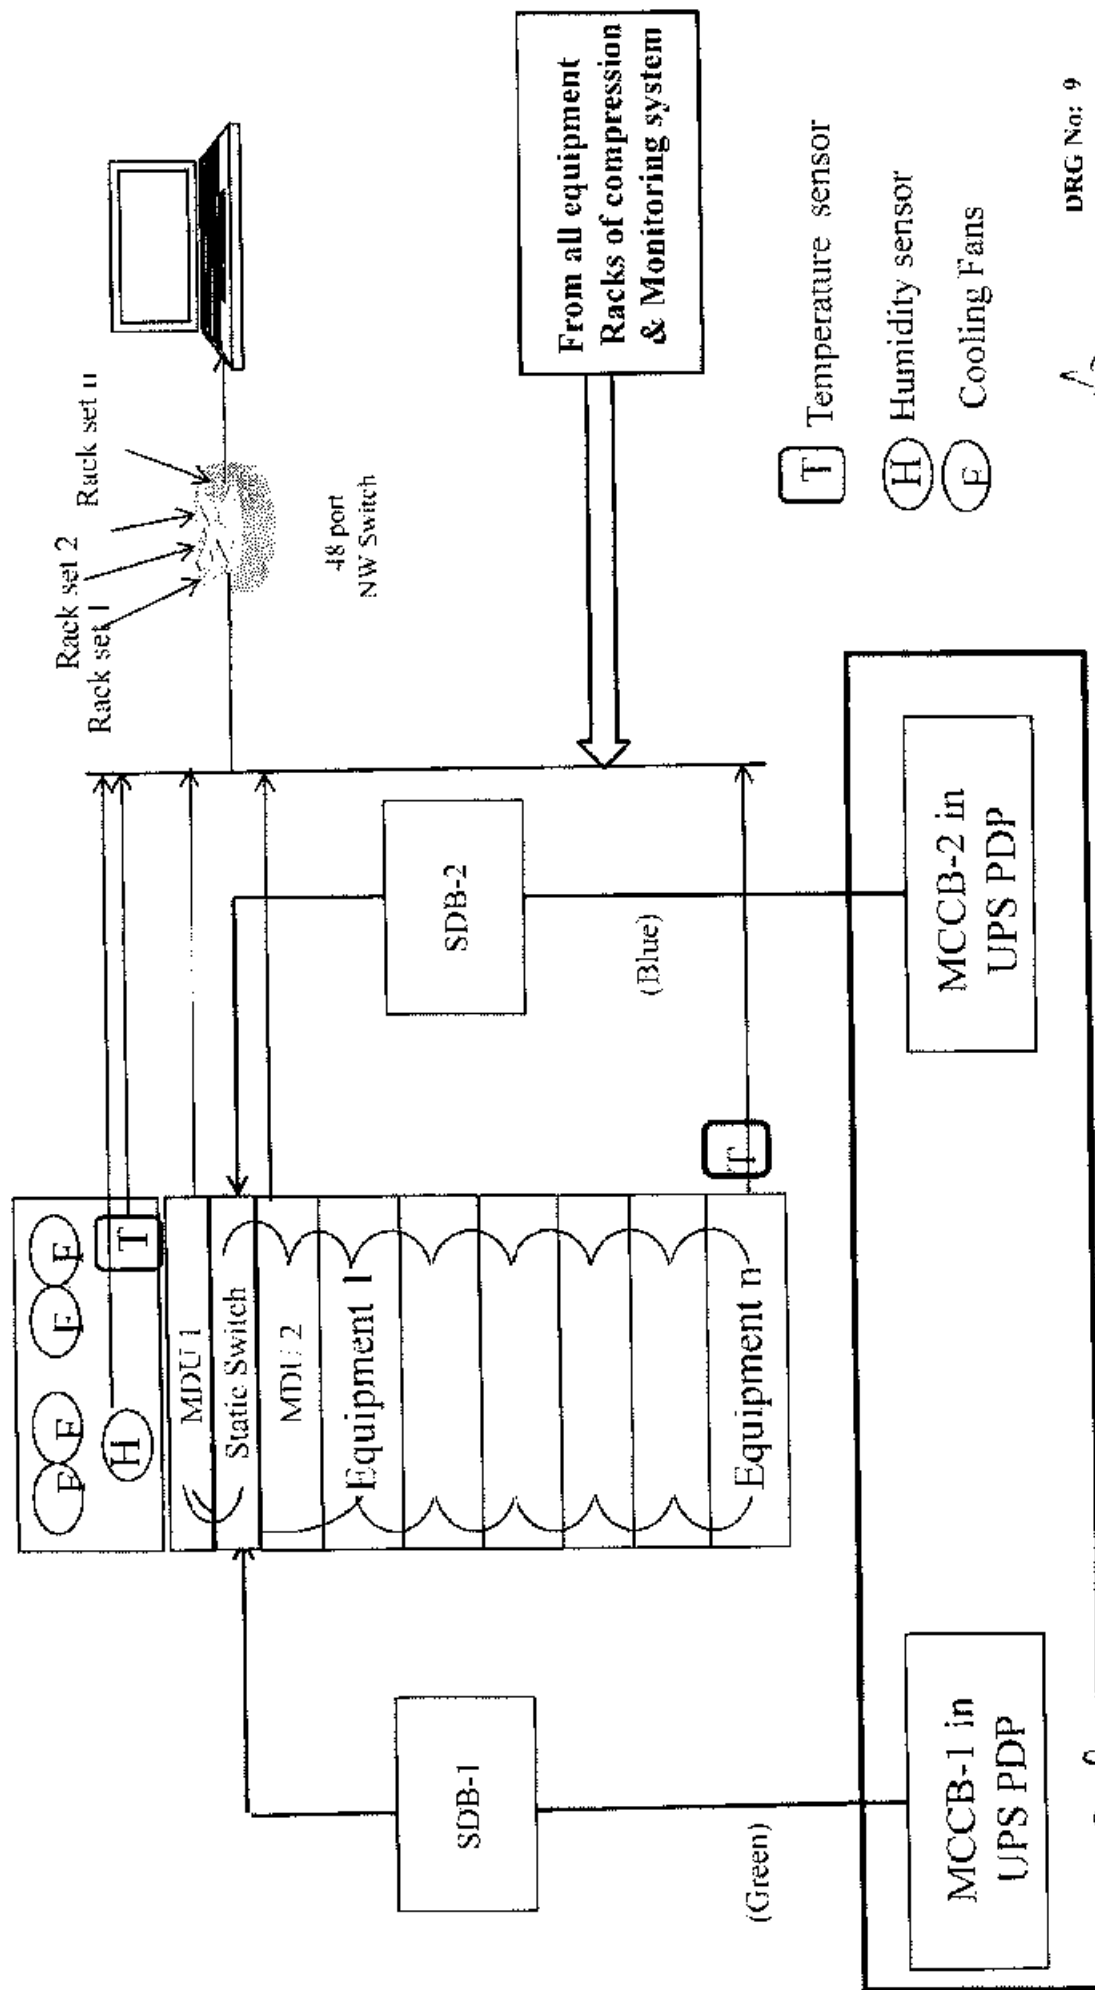 Rack set 1
Rack set 2
Rack set n
48 port
NW Switch
From all equipment
Racks of compression
& Monitoring system
F
F
F
F
H
T
MDU 1
Static Switch
MDU 2
Equipment 1
Equipment n
T
SDB-1
SDB-2
(Green)
(Blue)
MCCB-1 in
UPS PDP
MCCB-2 in
UPS PDP
T Temperature sensor
H Humidity sensor
F Cooling Fans
DRG No: 9